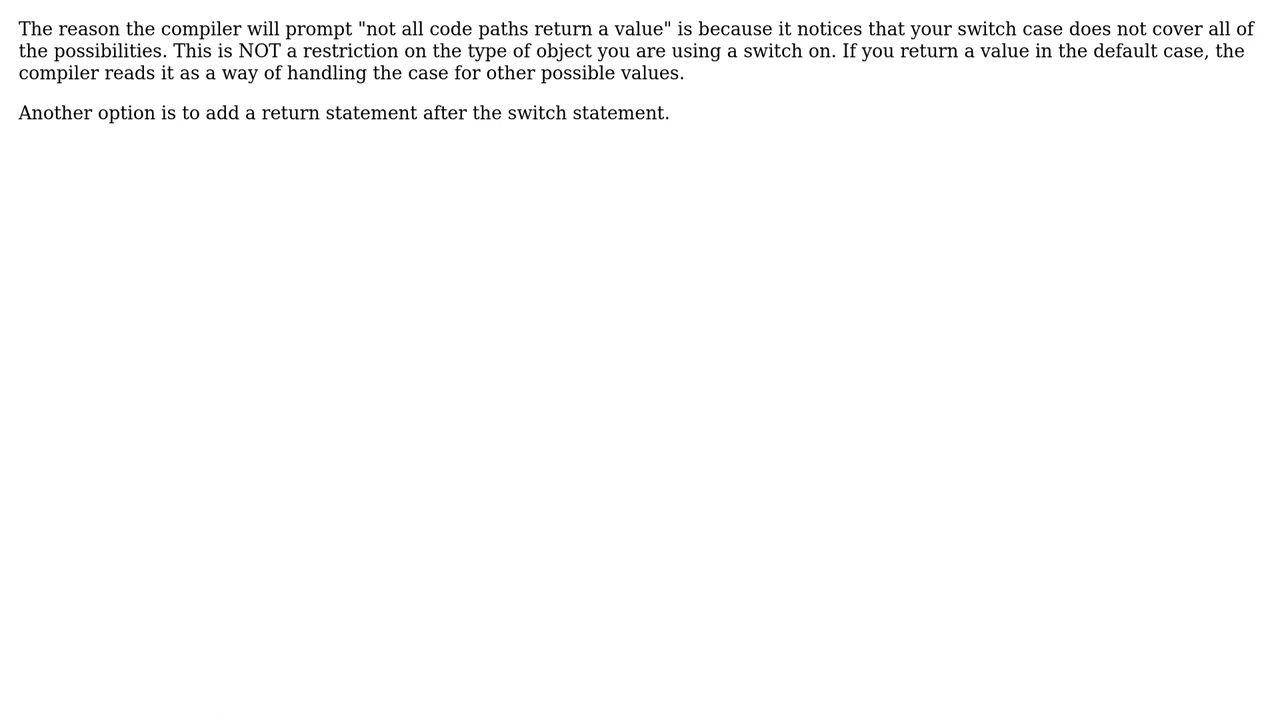 The reason the compiler will prompt "not all code paths return a value" is because it notices that your switch case does not cover all of
the possibilities. This is NOT a restriction on the type of object you are using a switch on. If you return a value in the default case, the
compiler reads it as a way of handling the case for other possible values.
Another option is to add a return statement after the switch statement.